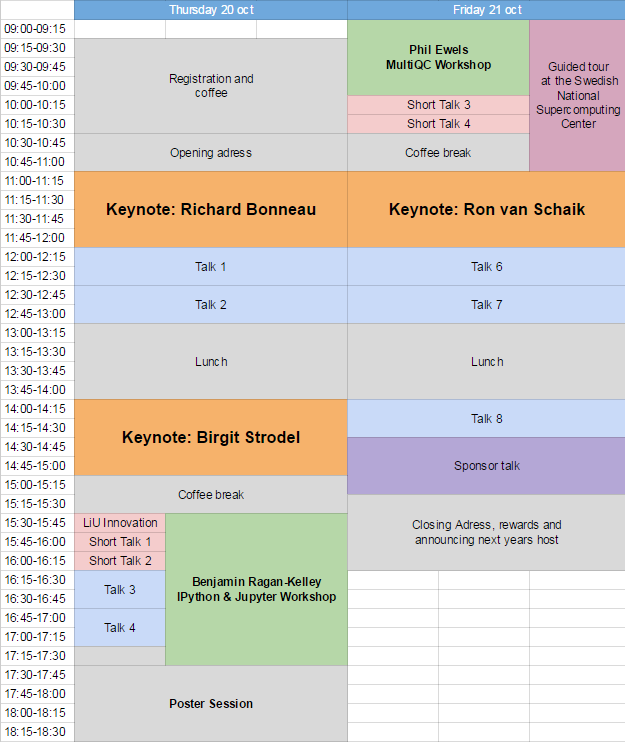 Thursday 20 oct Friday 21 oct
09:00-09:15
09:15-09:30
09:30-09:45
09:45-10:00
10:00-10:15
10:15-10:30
10:30-10:45
10:45-11:00
11:00-11:15
11:15-11:30
11:30-11:45
11:45-12:00
12:00-12:15
12:15-12:30
12:30-12:45
12:45-13:00
13:00-13:15
13:15-13:30
13:30-13:45
13:45-14:00
14:00-14:15
14:15-14:30
14:30-14:45
14:45-15:00
15:00-15:15
15:15-15:30
15:30-15:45
15:45-16:00
16:00-16:15
16:15-16:30
16:30-16:45
16:45-17:00
17:00-17:15
17:15-17:30
17:30-17:45
17:45-18:00
18:00-18:15
18:15-18:30
Registration and
coffee
Opening adress
Keynote: Richard Bonneau
Talk 1
Talk 2
Lunch
Keynote: Birgit Strodel
Coffee break
LiU Innovation
Short Talk 1
Short Talk 2
Talk 3
Talk 4
Benjamin Ragan-Kelley
IPython & Jupyter Workshop
Poster Session
Phil Ewels
MultiQC Workshop
Short Talk 3
Short Talk 4
Coffee break
Guided tour
at the Swedish
National
Supercomputing
Center
Keynote: Ron van Schaik
Talk 6
Talk 7
Lunch
Talk 8
Sponsor talk
Closing Adress, rewards and
announcing next years host